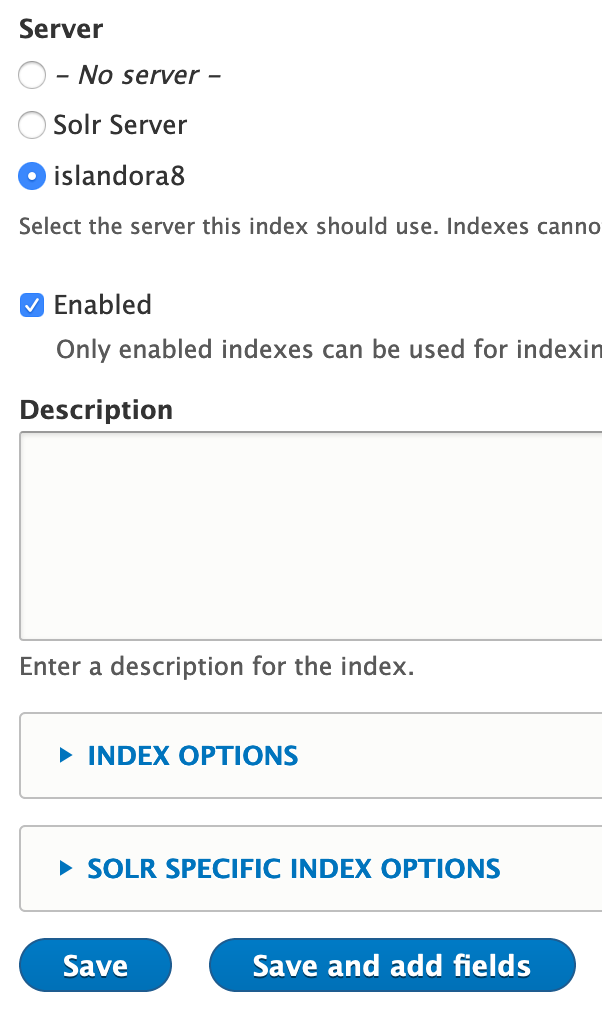 Server
– No server –
Solr Server
islandora8
Select the server this index should use. Indexes canno
Enabled
Only enabled indexes can be used for indexin
Description
Enter a description for the index.
INDEX OPTIONS
SOLR SPECIFIC INDEX OPTIONS
Save
Save and add fields